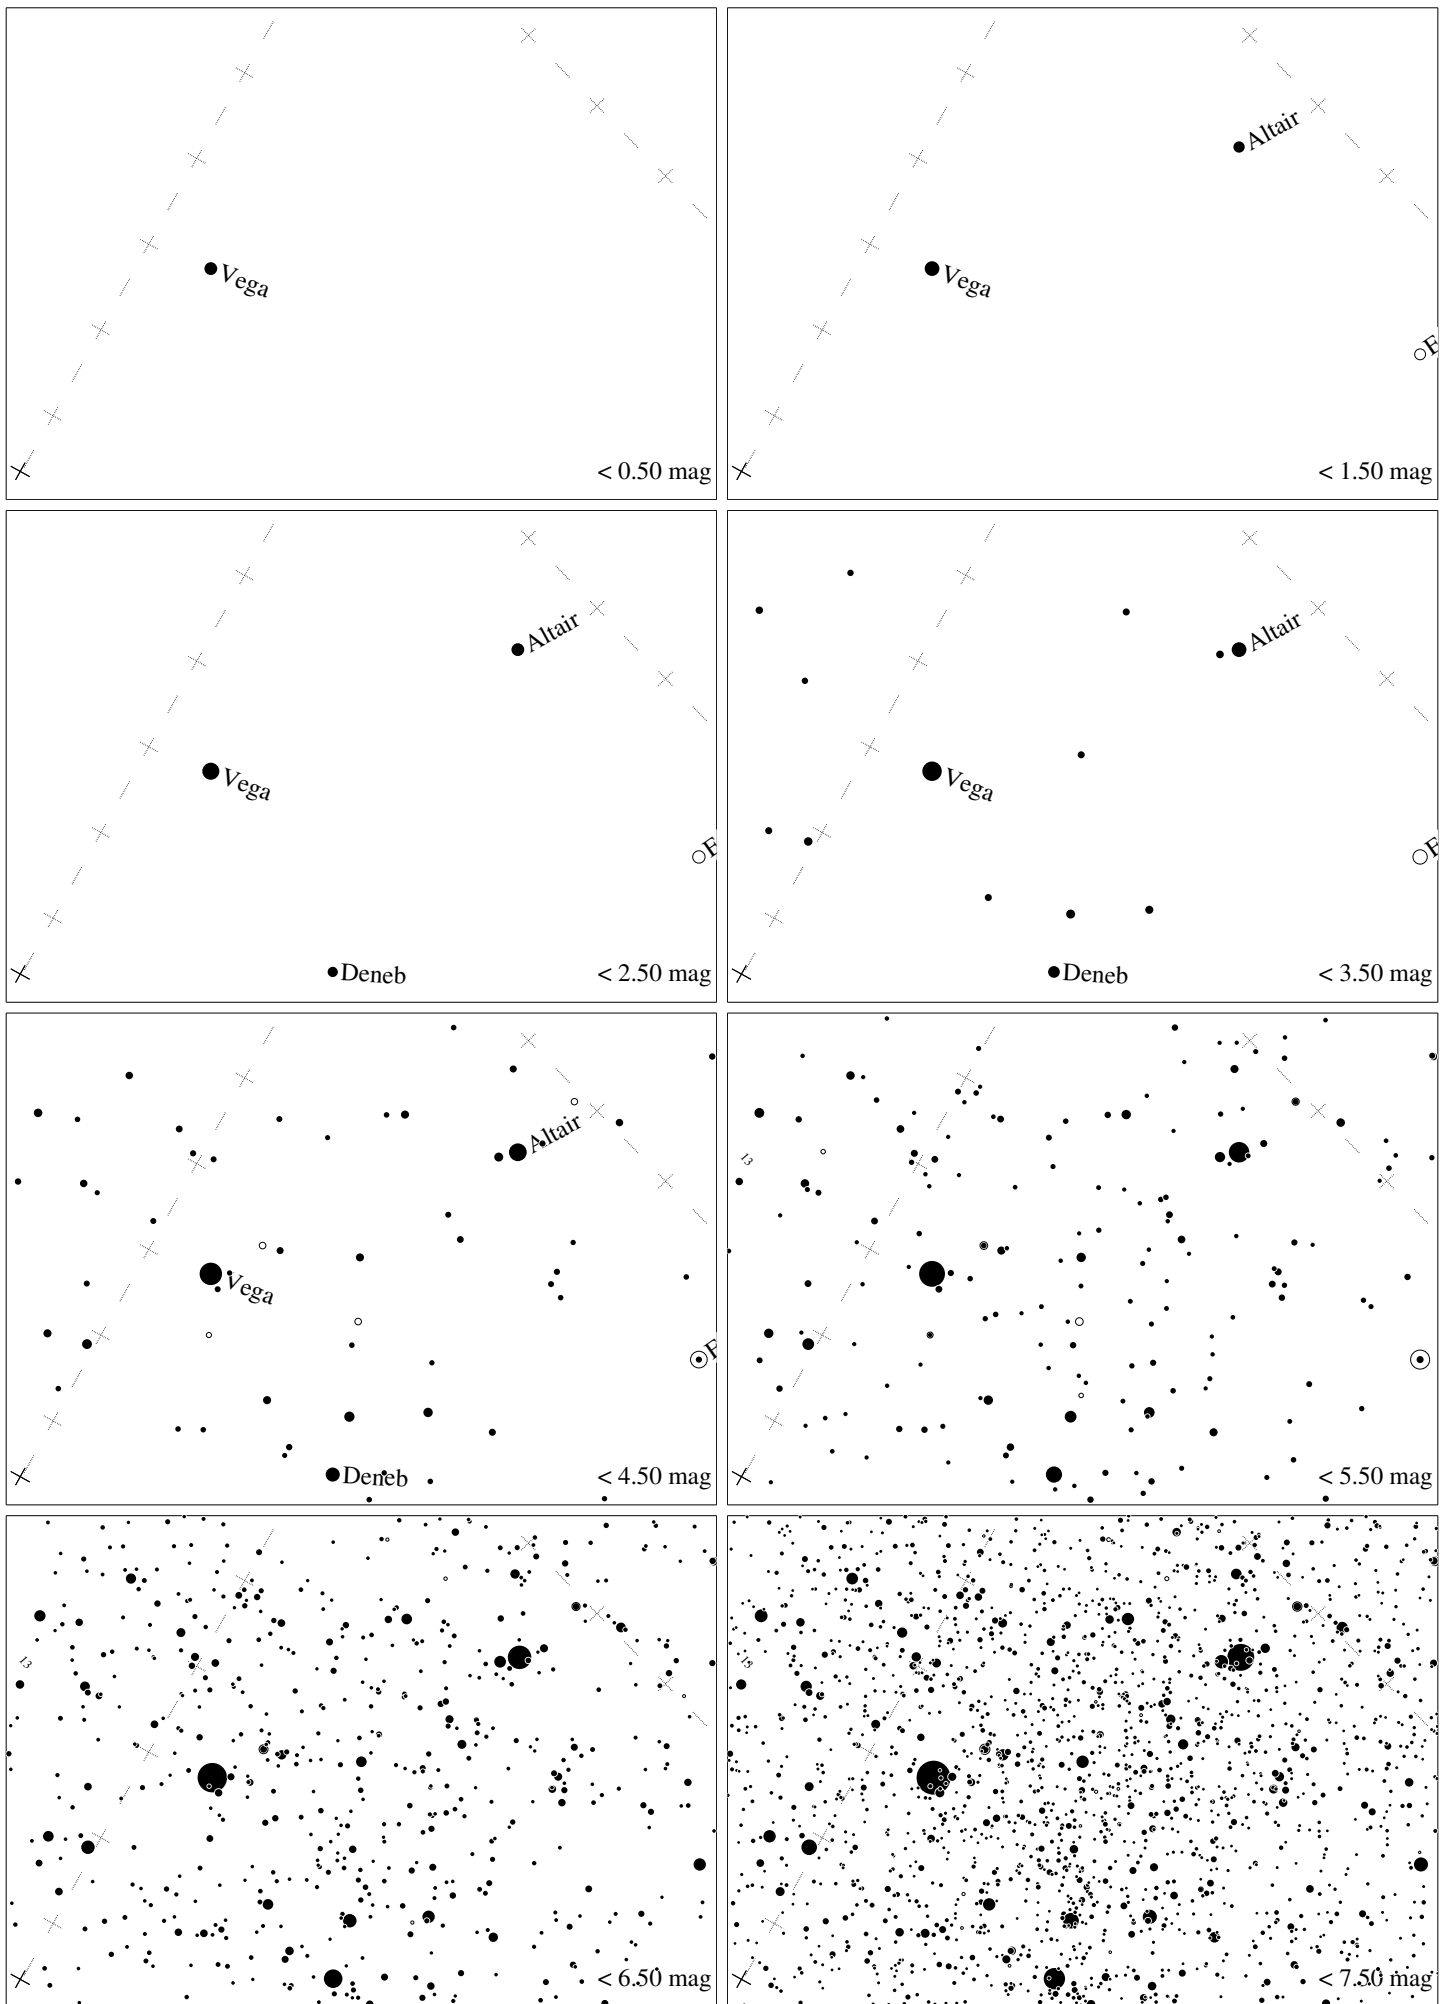 Vega
< 0.50 mag
Altair
Vega
F
< 1.50 mag
Altair
Vega
F
Deneb
< 2.50 mag
Altair
Vega
F
Deneb
< 3.50 mag
Altair
Vega
F
Deneb
< 4.50 mag
13
< 5.50 mag
13
< 6.50 mag
13
< 7.50 mag